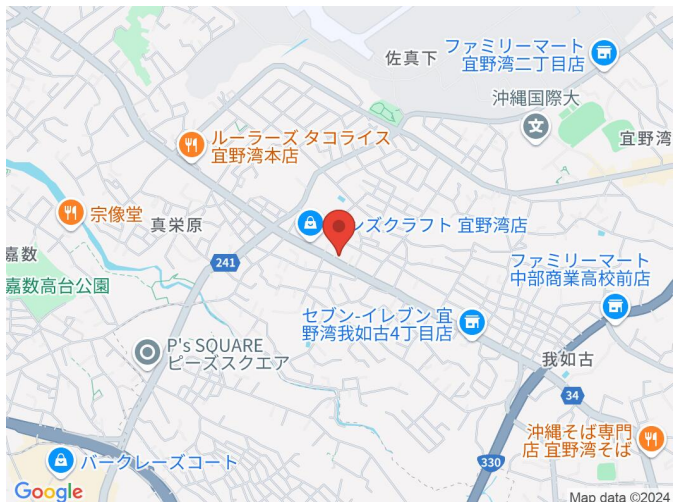 佐真下
ファミリーマート
宜野湾二丁目店
沖縄国際大
宜野湾
ルーラーズ タコライス
宜野湾本店
宗像堂
真栄原
ンズクラフト 宜野湾店
嘉数
嘉数高台公園
241
ファミリーマート
中部商業高校前店
セブン-イレブン 宜
野湾我如古4丁目店
P's SQUARE
ピーズスクエア
我如古
34
沖縄そば専門
店 宜野湾そば
330
バークレーズコート
Google
Map data ©2024